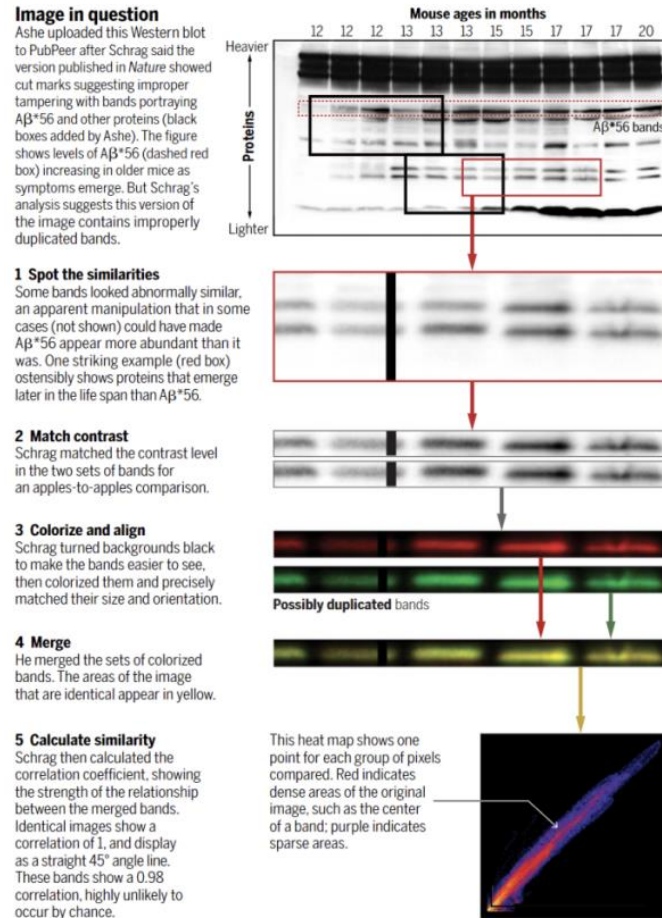 Image in question
Ashe uploaded this Western blot
to PubPeer after Schrag said the
version published in Nature showed
cut marks suggesting improper
tampering with bands portraying
Aβ*56 and other proteins (black
boxes added by Ashe). The figure
shows levels of Aβ*56 (dashed red
box) increasing in older mice as
symptoms emerge. But Schrag's
analysis suggests this version of
the image contains improperly
duplicated bands.
Mouse ages in months
12 12 12 13 13 13 15 15 17 17 17 20
Heavier
Proteins
Lighter
Aβ*56 bands
1 Spot the similarities
Some bands looked abnormally similar,
an apparent manipulation that in some
cases (not shown) could have made
Aβ*56 appear more abundant than it
was. One striking example (red box)
ostensibly shows proteins that emerge
later in the life span than Aβ*56.
2 Match contrast
Schrag matched the contrast level
in the two sets of bands for
an apples-to-apples comparison.
3 Colorize and align
Schrag turned backgrounds black
to make the bands easier to see,
then colorized them and precisely
matched their size and orientation.
Possibly duplicated bands
4 Merge
He merged the sets of colorized
bands. The areas of the image
that are identical appear in yellow.
5 Calculate similarity
Schrag then calculated the
correlation coefficient, showing
the strength of the relationship
between the merged bands.
Identical images show a
correlation of 1, and display
as a straight 45° angle line.
These bands show a 0.98
correlation, highly unlikely to
occur by chance.
This heat map shows one
point for each group of pixels
compared. Red indicates
dense areas of the original
image, such as the center
of a band; purple indicates
sparse areas.